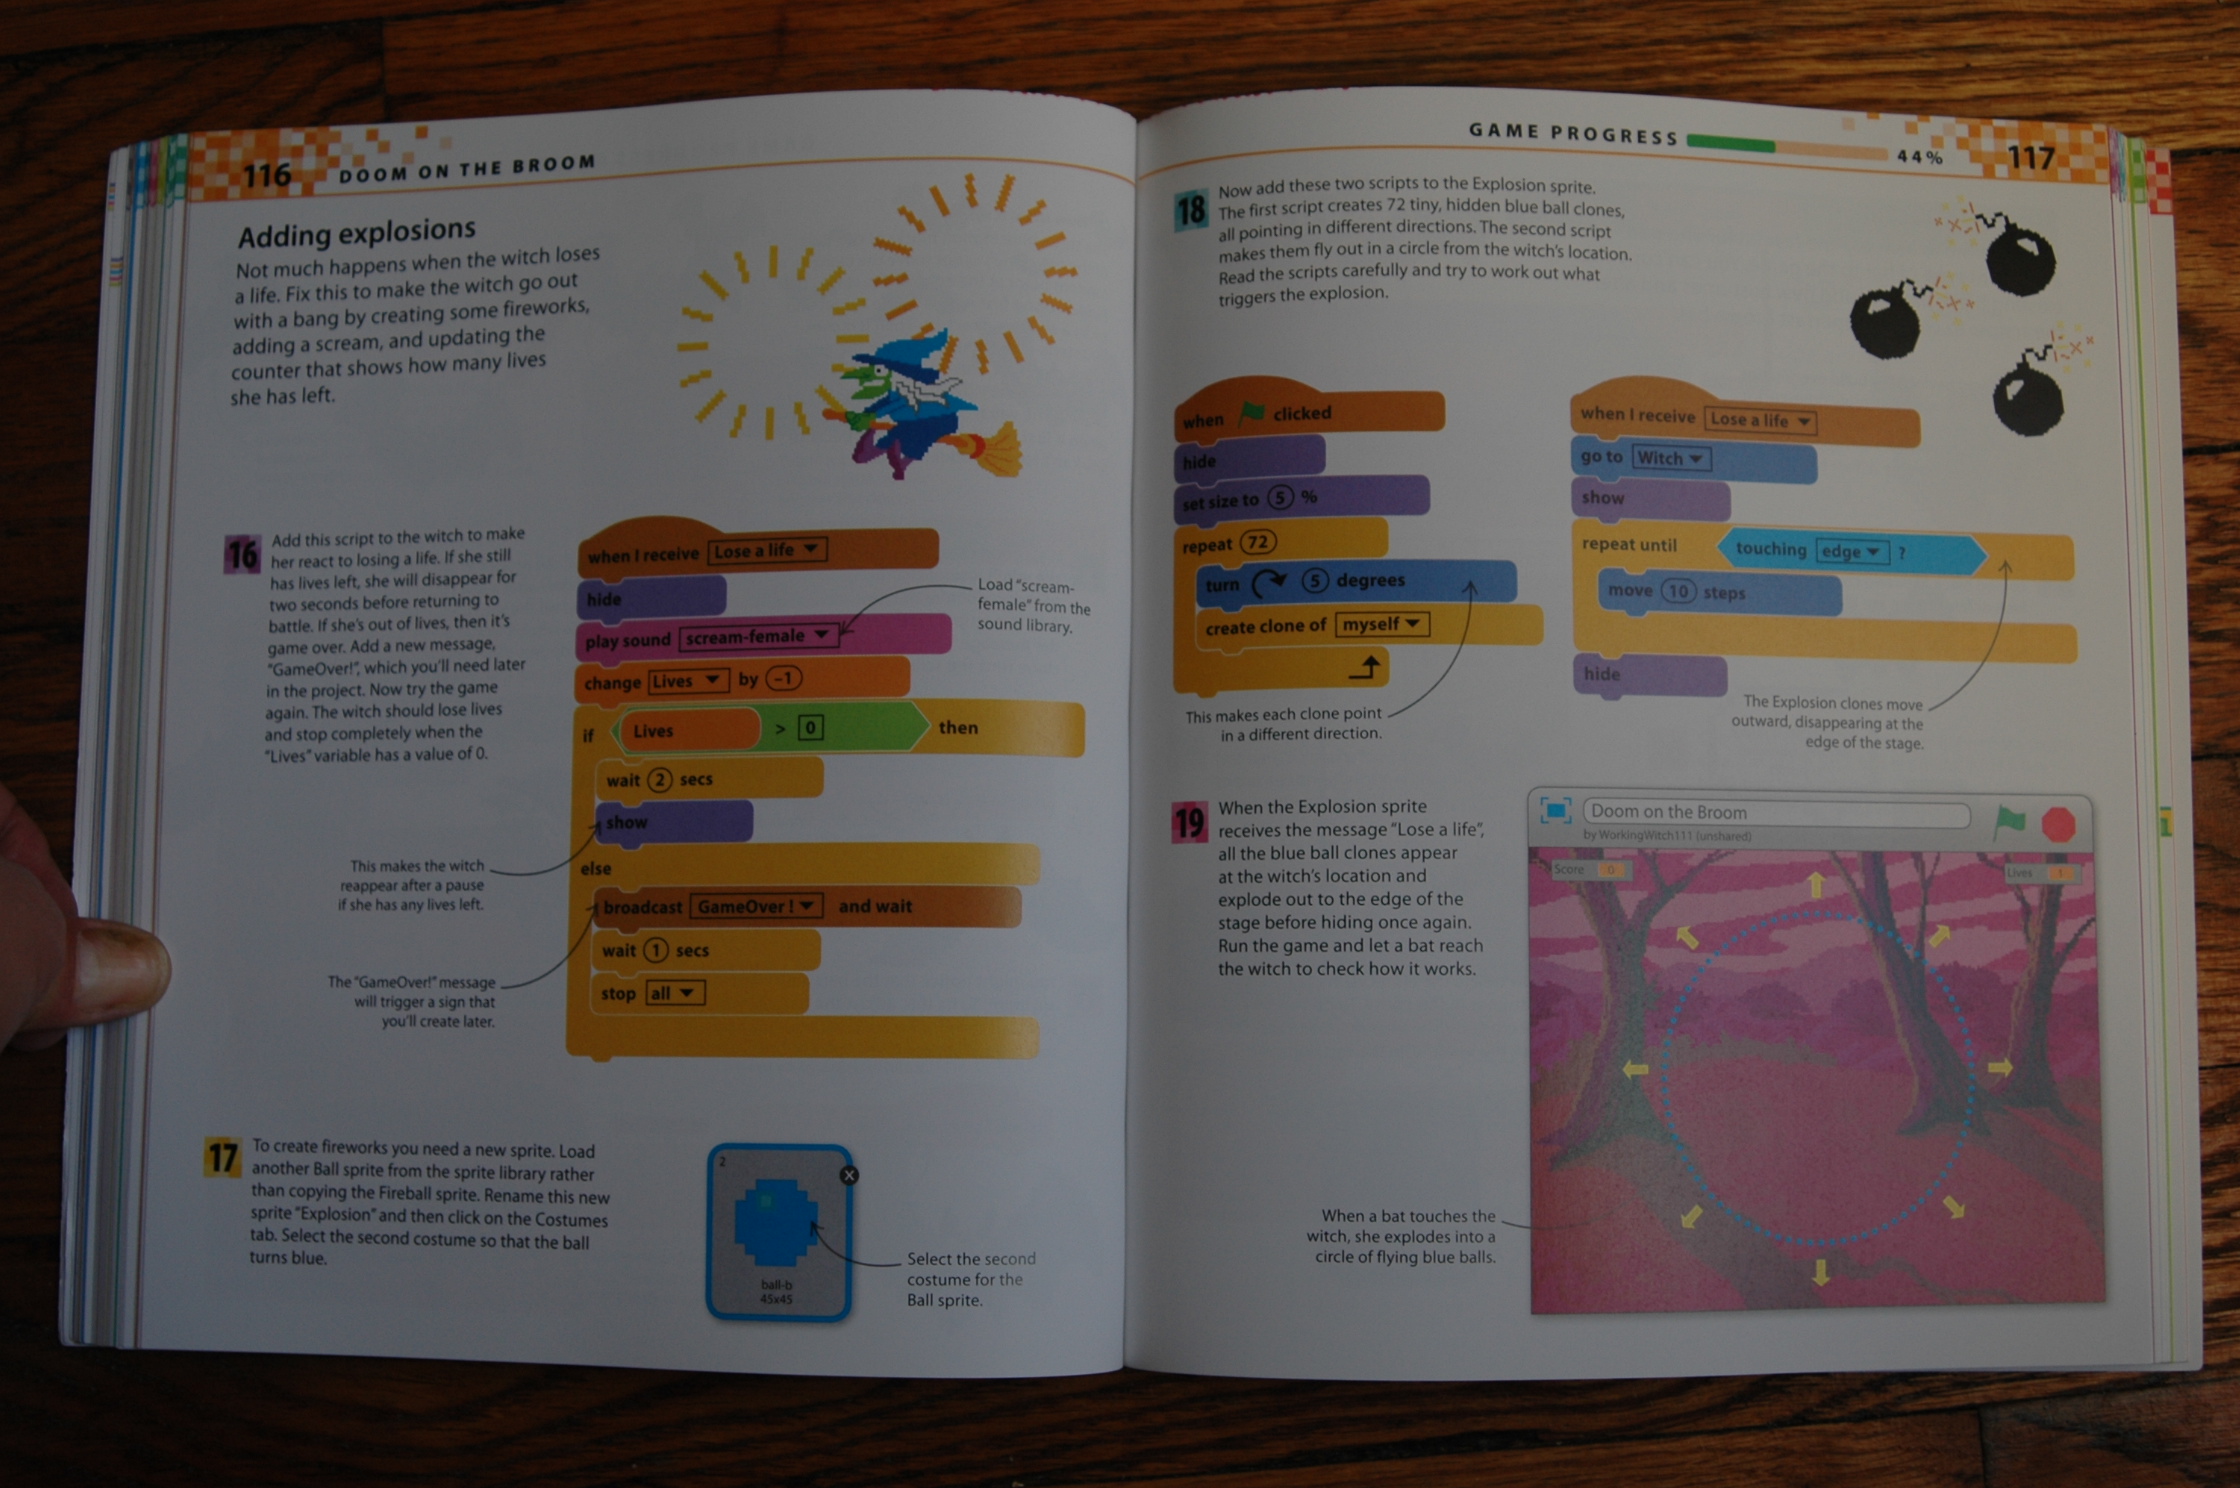 116 DOOM ON THE BROOM
Adding explosions
Not much happens when the witch loses
a life. Fix this to make the witch go out
with a bang by creating some fireworks,
adding a scream, and updating the
counter that shows how many lives
she has left.
16
Add this script to the witch to make
her react to losing a life. If she still
has lives left, she will disappear for
two seconds before returning to
battle. If she's out of lives, then it's
game over. Add a new message,
"GameOver!", which you'll need later
in the project. Now try the game
again. The witch should lose lives
and stop completely when the
"Lives" variable has a value of 0.
when I receive Lose a life
hide
play sound scream-female
change Lives by -1
if Lives > 0 then
wait 2 secs
show
else
broadcast GameOver! and wait
wait 1 secs
stop all
Load "scream-
female" from the
sound library.
This makes the witch
reappear after a pause
if she has any lives left.
The "GameOver!" message
will trigger a sign that
you'll create later.
17
To create fireworks you need a new sprite. Load
another Ball sprite from the sprite library rather
than copying the Fireball sprite. Rename this new
sprite "Explosion" and then click on the Costumes
tab. Select the second costume so that the ball
turns blue.
2
X
ball-b
45x45
Select the second
costume for the
Ball sprite.
GAME PROGRESS 44% 117
18
Now add these two scripts to the Explosion sprite.
The first script creates 72 tiny, hidden blue ball clones,
all pointing in different directions. The second script
makes them fly out in a circle from the witch's location.
Read the scripts carefully and try to work out what
triggers the explosion.
when clicked
hide
set size to 5 %
repeat 72
turn 5 degrees
create clone of myself
This makes each clone point
in a different direction.
when I receive Lose a life
go to Witch
show
repeat until touching edge ?
move 10 steps
hide
The Explosion clones move
outward, disappearing at the
edge of the stage.
19
When the Explosion sprite
receives the message "Lose a life",
all the blue ball clones appear
at the witch's location and
explode out to the edge of the
stage before hiding once again.
Run the game and let a bat reach
the witch to check how it works.
Doom on the Broom
by WorkingWitch111 (unshared)
Score 0
Lives 1
When a bat touches the
witch, she explodes into a
circle of flying blue balls.